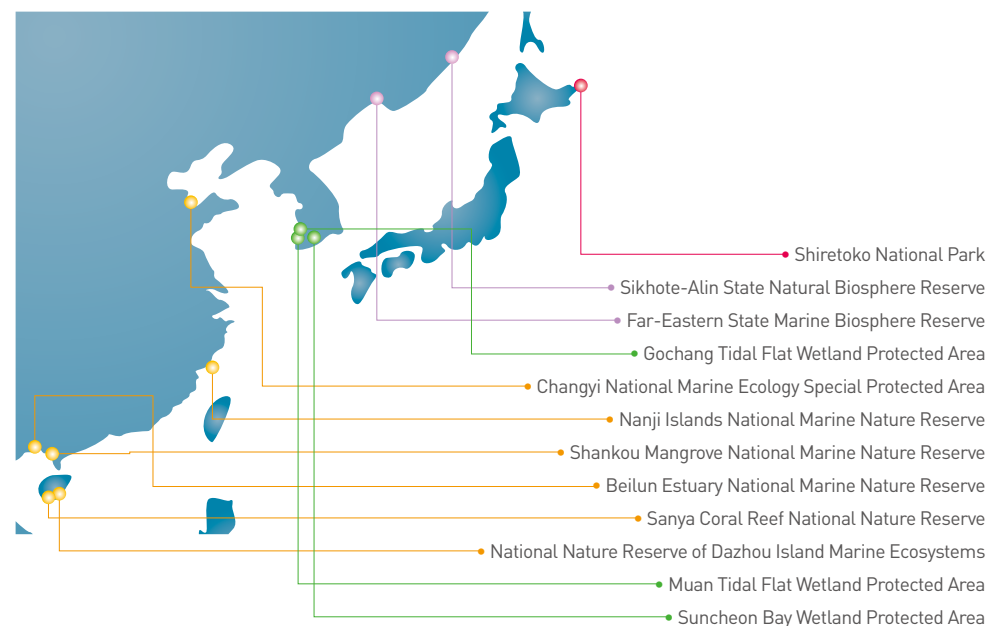 Shiretoko National Park
Sikhote-Alin State Natural Biosphere Reserve
Far-Eastern State Marine Biosphere Reserve
Gochang Tidal Flat Wetland Protected Area
Changyi National Marine Ecology Special Protected Area
Nanji Islands National Marine Nature Reserve
Shankou Mangrove National Marine Nature Reserve
Beilun Estuary National Marine Nature Reserve
Sanya Coral Reef National Nature Reserve
National Nature Reserve of Dazhou Island Marine Ecosystems
Muan Tidal Flat Wetland Protected Area
Suncheon Bay Wetland Protected Area